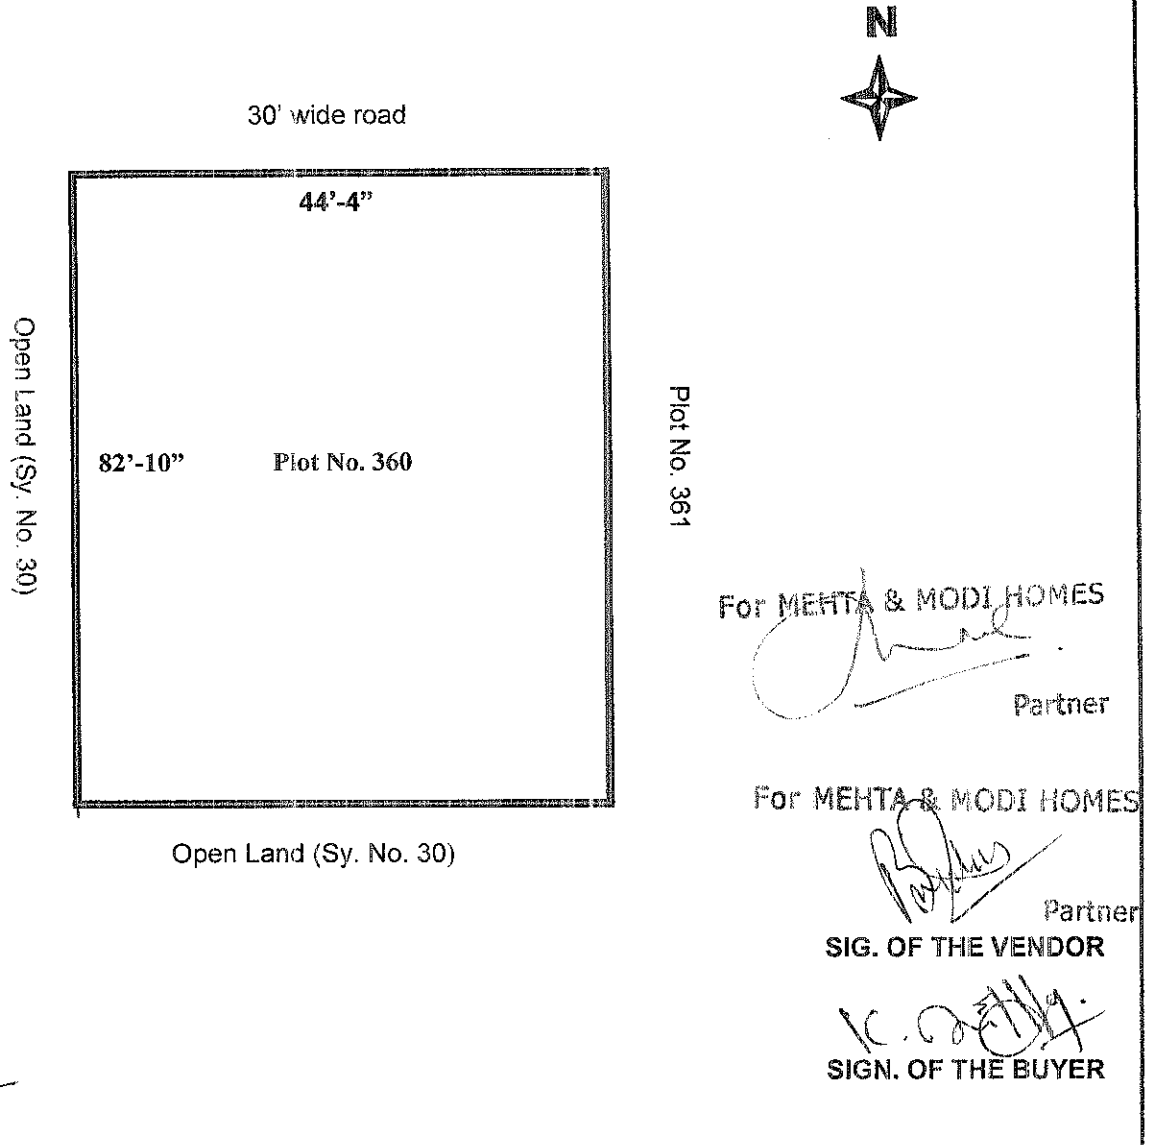 N
30' wide road
44’-4”
Open Land (Sy. No. 30)
82’-10”
Plot No. 360
Plot No. 361
For MEHTA & MODI HOMES
Partner
Open Land (Sy. No. 30)
For MEHTA & MODI HOMES
Partner
SIG. OF THE VENDOR
SIGN. OF THE BUYER